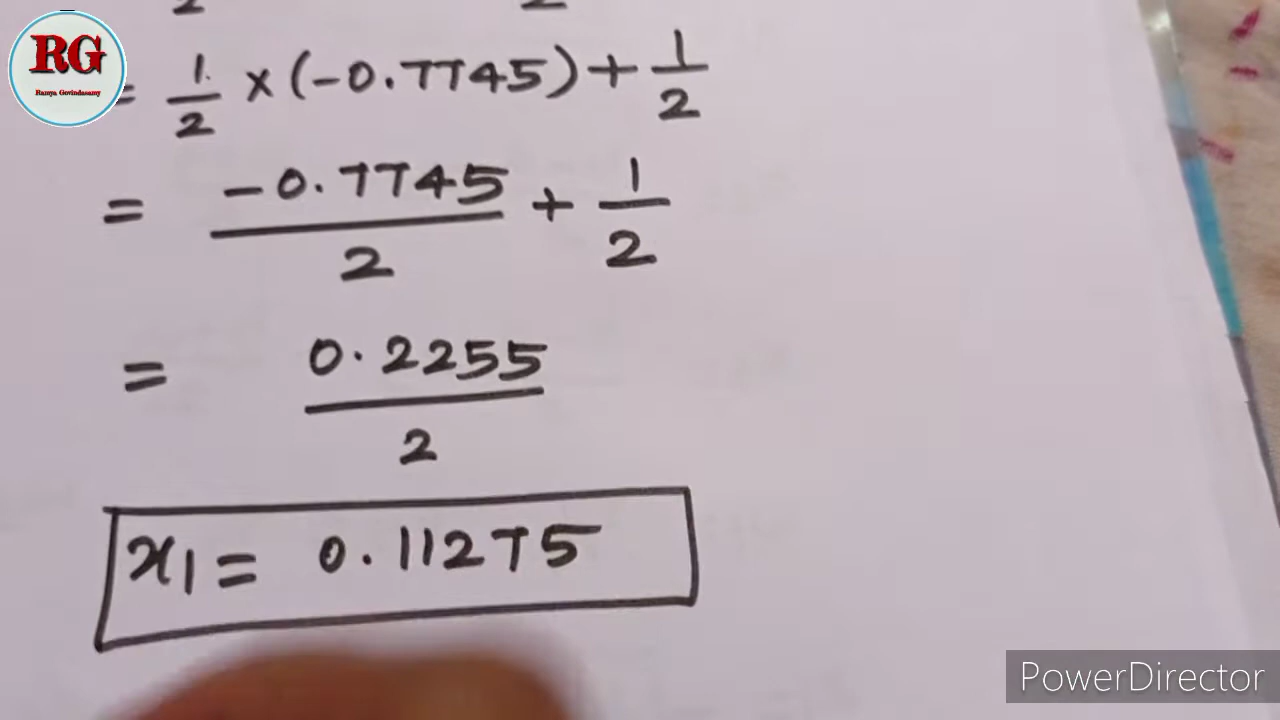 RG
Ramya Govindasamy
= 1/2 × (-0.7745) + 1/2
= -0.7745/2 + 1/2
= 0.2255/2
x₁ = 0.11275
PowerDirector